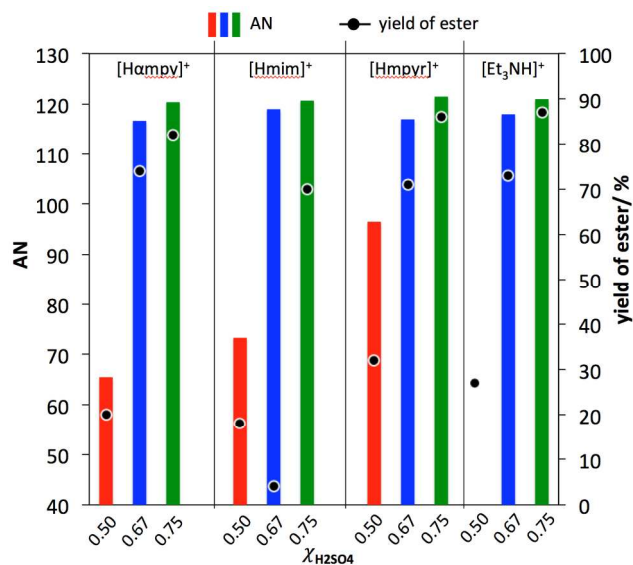 AN yield of ester
130 120 110 100 90 80 70 60 50 40
AN
[Hαmpy]⁺ [Hmim]⁺ [Hmpyr]⁺ [Et₃NH]⁺
100 90 80 70 60 50 40 30 20 10 0
yield of ester/ %
0.50 0.67 0.75 0.50 0.67 0.75 0.50 0.67 0.75 0.50 0.67 0.75
χH2SO4